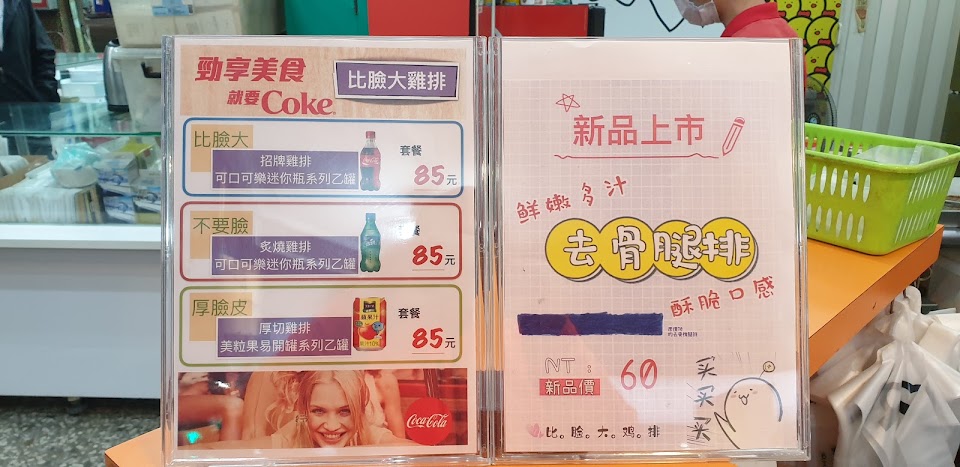 勁享美食
就要Coke
比臉大雞排
比臉大
招牌雞排
可口可樂迷你瓶系列乙罐
套餐
85元
不要臉
炙燒雞排
可口可樂迷你瓶系列乙罐
套餐
85元
厚臉皮
厚切雞排
美粒果易開罐系列乙罐
套餐
85元
Coca-Cola
新品上市
鮮嫩多汁
去骨腿排
酥脆口感
NT:
新品價
60
买
买
买
比。臉。大。鸡。排